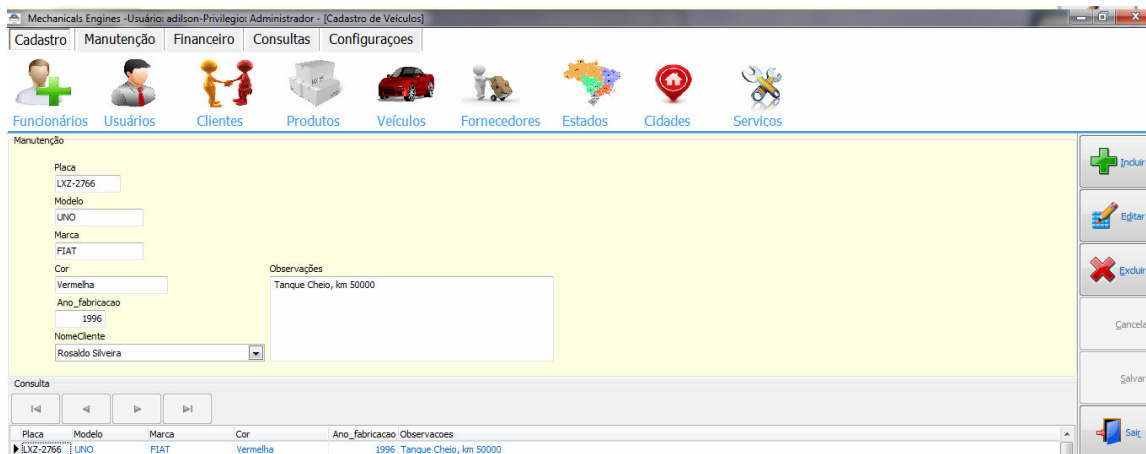 Mechanicals Engines -Usuário: adilson-Privilegio: Administrador - [Cadastro de Veículos]
Cadastro Manutenção Financeiro Consultas Configuraçoes
Funcionários Usuários Clientes Produtos Veículos Fornecedores Estados Cidades Serviços
Manutenção
Placa
LXZ-2766
Modelo
UNO
Marca
FIAT
Cor
Vermelha
Ano_fabricacao
1996
NomeCliente
Rosaldo Silveira
Observações
Tanque Cheio, km 50000
Incluir
Editar
Excluir
Cancela
Salvar
Sair
Consulta
Placa Modelo Marca Cor Ano_fabricacao Observacoes
LXZ-2766 UNO FIAT Vermelha 1996 Tanque Cheio, km 50000